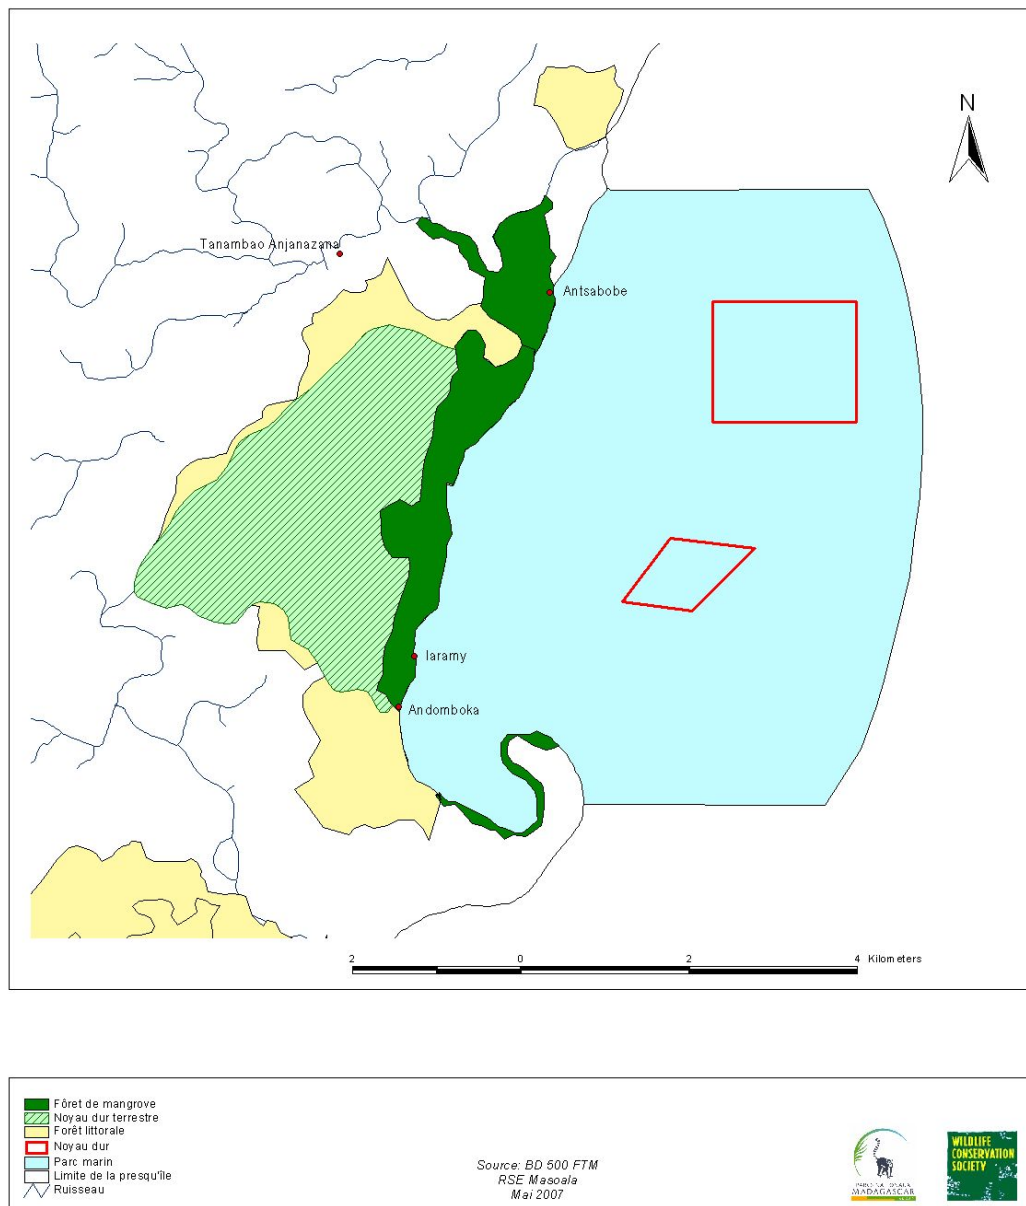 N
Tanambao Anjanazana
Antsabobe
Iaramy
Andomboka
2 0 2 4 Kilometers
Fôret de mangrove
Noyau dur terrestre
Forêt littorale
Noyau dur
Parc marin
Limite de la presqu'île
Ruisseau
Source: BD 500 FTM
RSE Masoala
Mai 2007
MADAGASCAR
WILDLIFE
CONSERVATION
SOCIETY